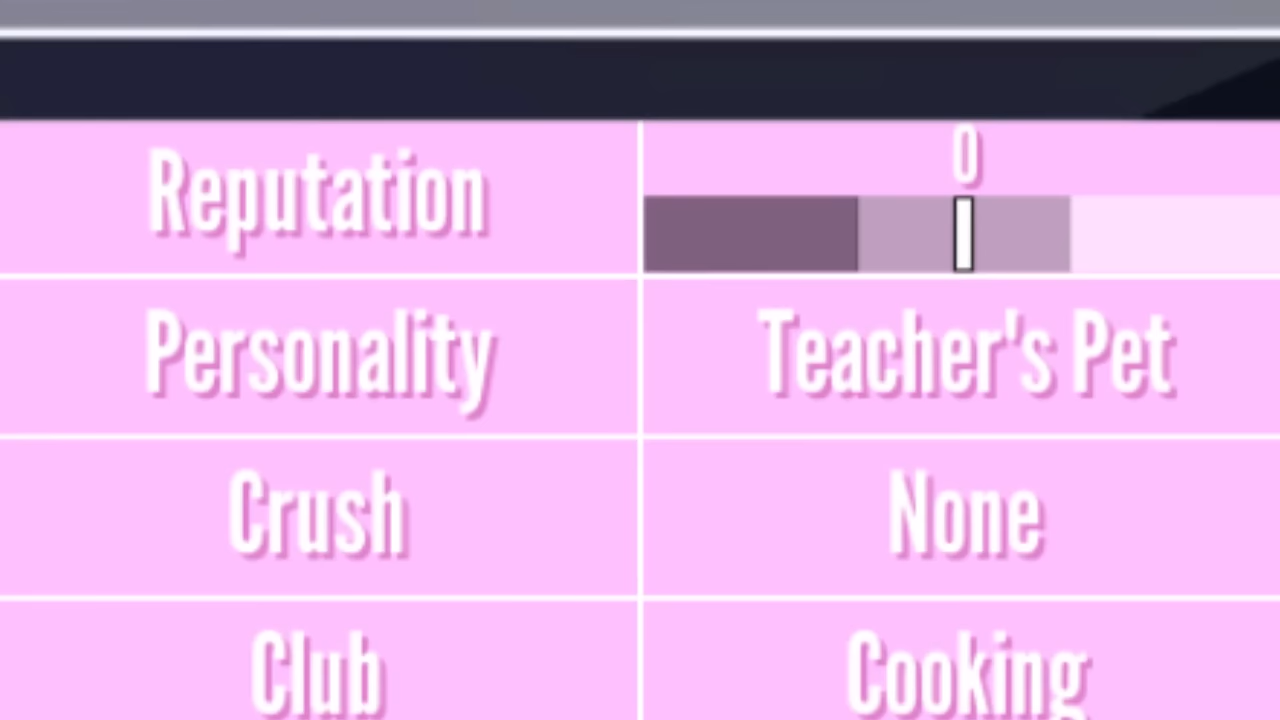 Reputation 0
Personality Teacher's Pet
Crush None
Club Cooking